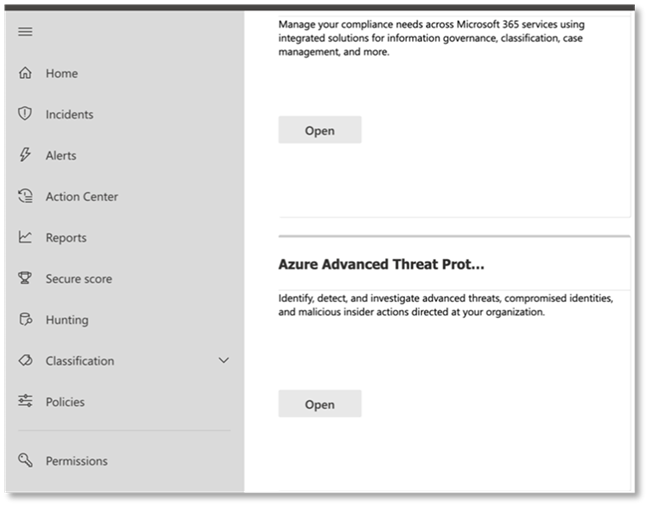 Home
Incidents
Alerts
Action Center
Reports
Secure score
Hunting
Classification
Policies
Permissions
Manage your compliance needs across Microsoft 365 services using
integrated solutions for information governance, classification, case
management, and more.
Open
Azure Advanced Threat Prot...
Identify, detect, and investigate advanced threats, compromised identities,
and malicious insider actions directed at your organization.
Open